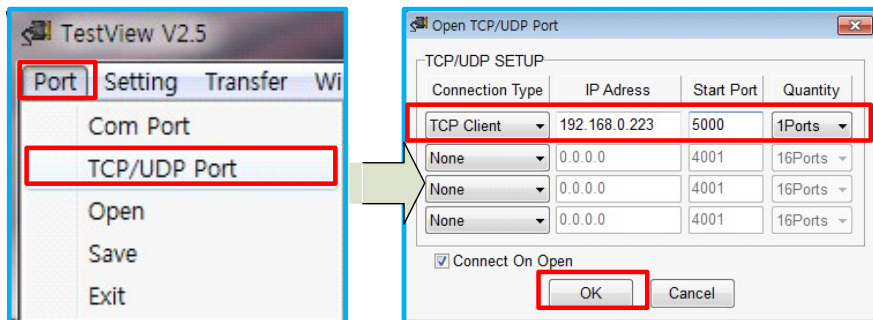 TestView V2.5
Port Setting Transfer Wi
Com Port
TCP/UDP Port
Open
Save
Exit
Open TCP/UDP Port
TCP/UDP SETUP
Connection Type IP Adress Start Port Quantity
TCP Client 192.168.0.223 5000 1Ports
None 0.0.0.0 4001 16Ports
None 0.0.0.0 4001 16Ports
None 0.0.0.0 4001 16Ports
Connect On Open
OK Cancel